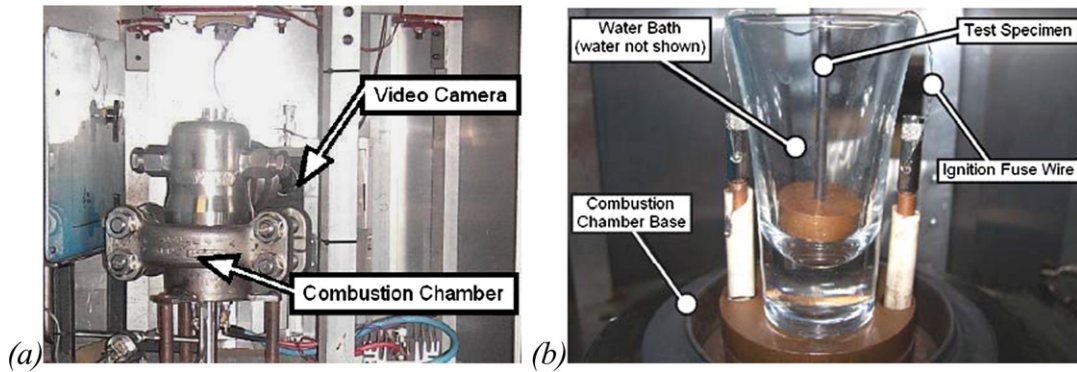 Video Camera
Combustion Chamber
(a)
Water Bath
(water not shown)
Test Specimen
Ignition Fuse Wire
Combustion
Chamber Base
(b)